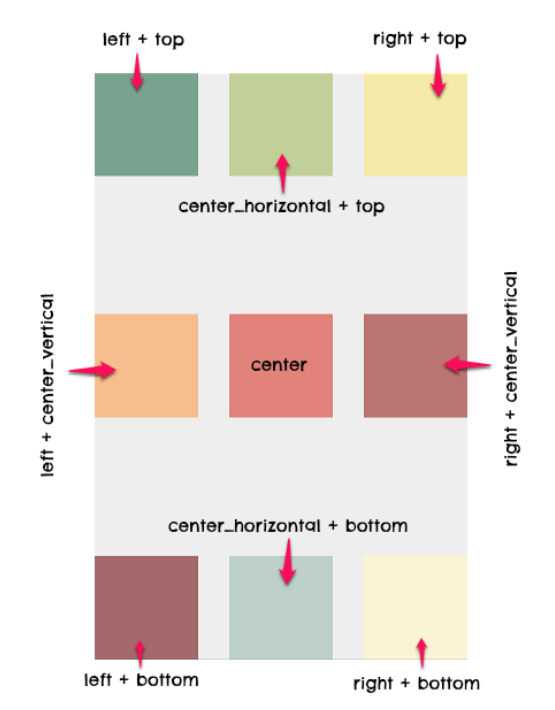 left + top
right + top
center_horizontal + top
left + center_vertical
center
right + center_vertical
center_horizontal + bottom
left + bottom
right + bottom